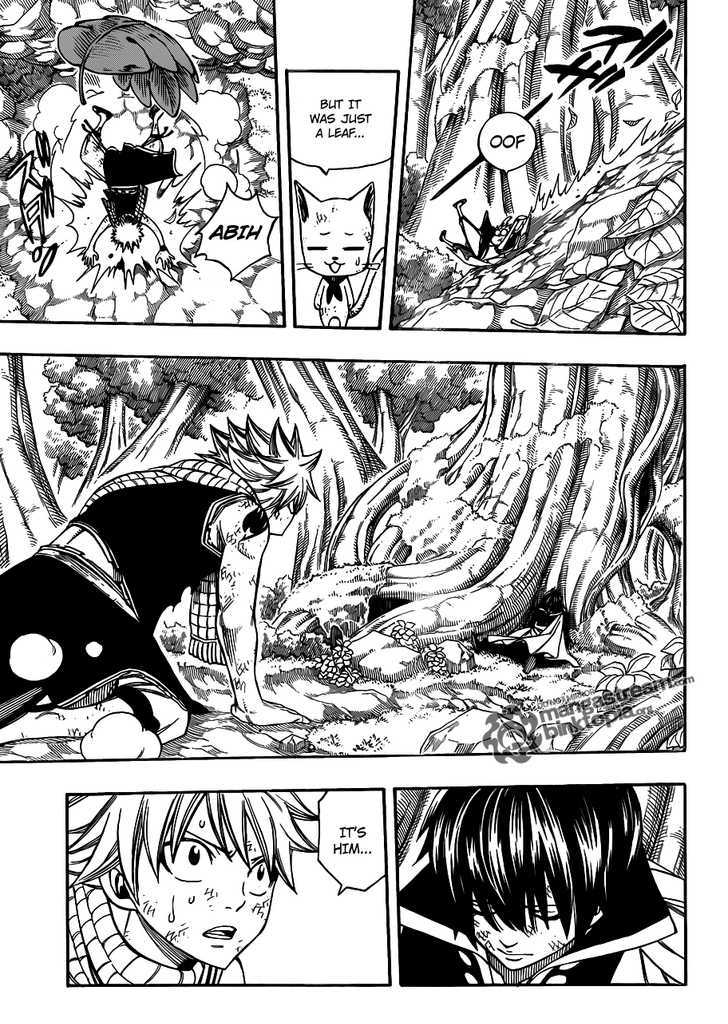 OOF
BUT IT
WAS JUST
A LEAF...
ABIH
mangastream.com
binktopia.org
IT'S
HIM...